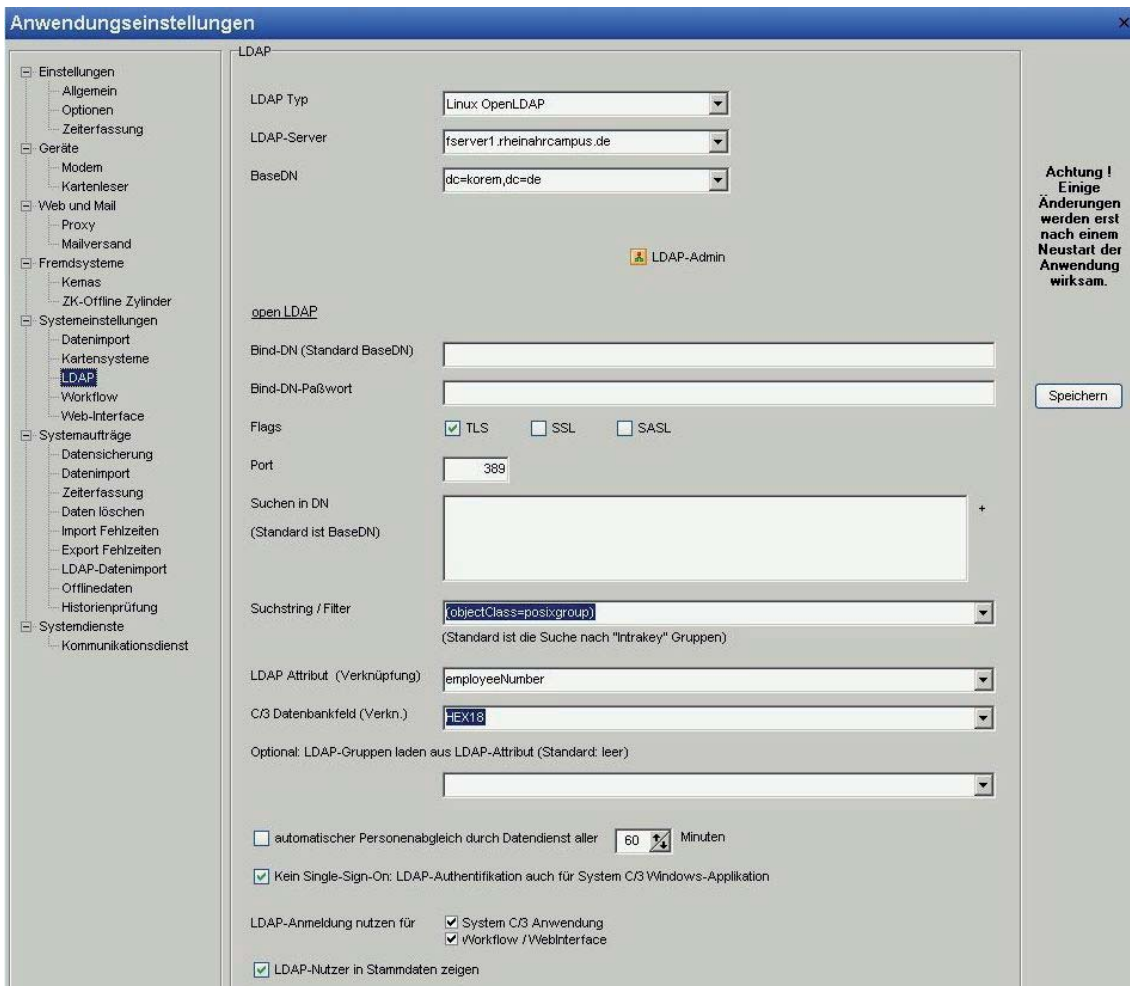 Anwendungseinstellungen
Einstellungen
Allgemein
Optionen
Zeiterfassung
Geräte
Modem
Kartenleser
Web und Mail
Proxy
Mailversand
Fremdsysteme
Kemas
ZK-Offline Zylinder
Systemeinstellungen
Datenimport
Kartensysteme
LDAP
Workflow
Web-Interface
Systemaufträge
Datensicherung
Datenimport
Zeiterfassung
Daten löschen
Import Fehlzeiten
Export Fehlzeiten
LDAP-Datenimport
Offlinedaten
Historienprüfung
Systemdienste
Kommunikationsdienst
LDAP
LDAP Typ
Linux OpenLDAP
LDAP-Server
fserver1.rheinahrcampus.de
BaseDN
dc=korem,dc=de
LDAP-Admin
open LDAP
Bind-DN (Standard BaseDN)
Bind-DN-Paßwort
Flags
TLS SSL SASL
Port
389
Suchen in DN
+
(Standard ist BaseDN)
Suchstring / Filter
(objectClass=posixgroup)
(Standard ist die Suche nach "Intrakey" Gruppen)
LDAP Attribut (Verknüpfung)
employeeNumber
C/3 Datenbankfeld (Verkn.)
HEX18
Optional: LDAP-Gruppen laden aus LDAP-Attribut (Standard: leer)
automatischer Personenabgleich durch Datendienst aller 60 Minuten
Kein Single-Sign-On: LDAP-Authentifikation auch für System C/3 Windows-Applikation
LDAP-Anmeldung nutzen für
System C/3 Anwendung
Workflow / WebInterface
LDAP-Nutzer in Stammdaten zeigen
Achtung !
Einige
Änderungen
werden erst
nach einem
Neustart der
Anwendung
wirksam.
Speichern